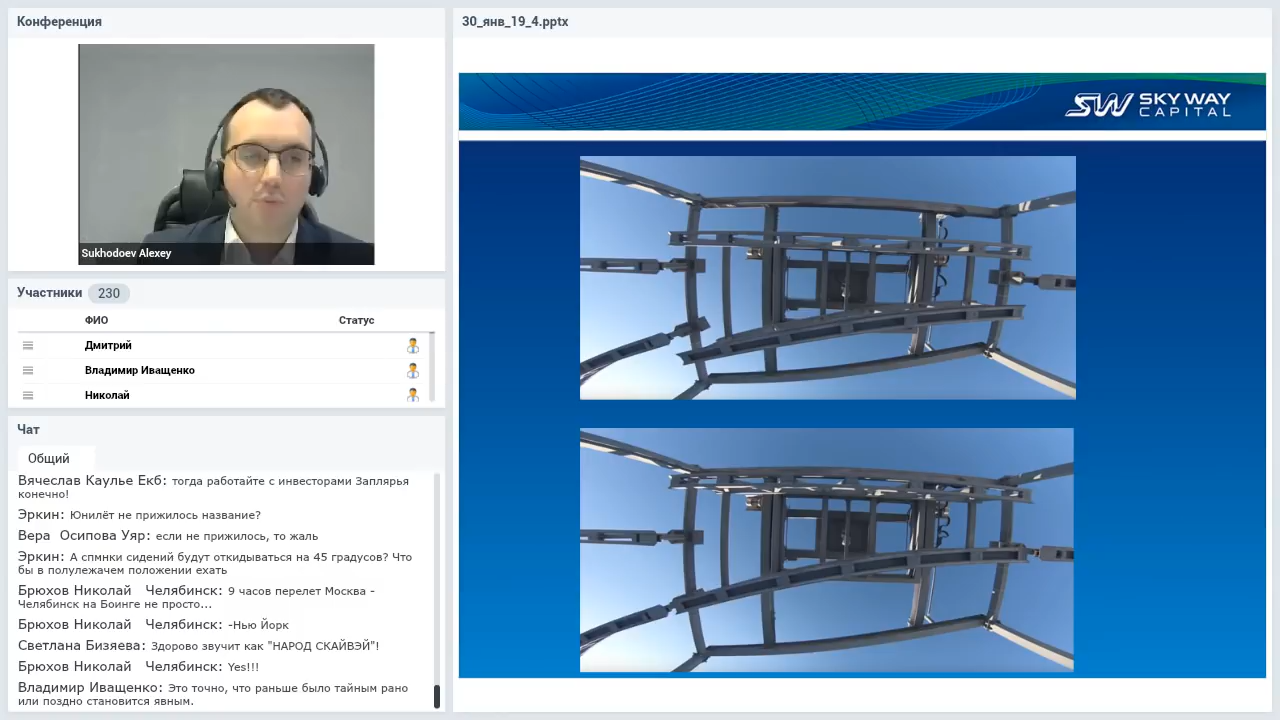 Конференция
Sukhodoev Alexey
Участники 230
ФИО Статус
Дмитрий
Владимир Иващенко
Николай
Чат
Общий
Вячеслав Каулье Екб: тогда работайте с инвесторами Заплярья
конечно!
Эркин: Юнилёт не прижилось название?
Вера Осипова Уяр: если не прижилось, то жаль
Эркин: А спмнки сидений будут откидываться на 45 градусов? Что
бы в полулежачем положении ехать
Брюхов Николай Челябинск: 9 часов перелет Москва -
Челябинск на Боинге не просто...
Брюхов Николай Челябинск: -Нью Йорк
Светлана Бизяева: Здорово звучит как "НАРОД СКАЙВЭЙ"!
Брюхов Николай Челябинск: Yes!!!
Владимир Иващенко: Это точно, что раньше было тайным рано
или поздно становится явным.
30_янв_19_4.pptx
SW SKY WAY
CAPITAL